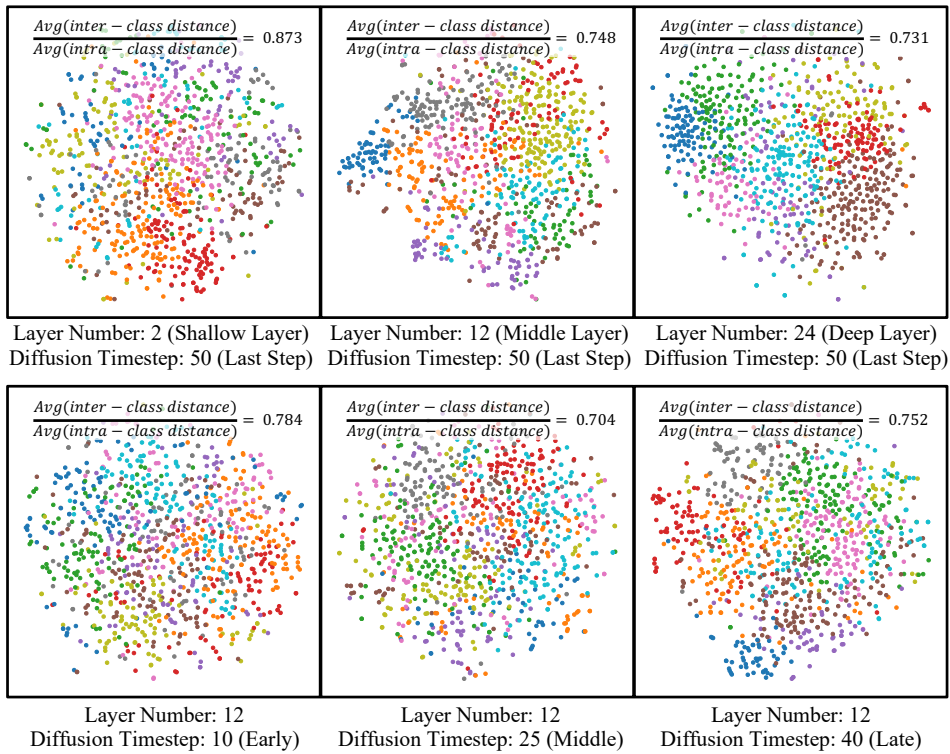 Avg(inter − class distance)
Avg(intra − class distance) = 0.873
Avg(inter − class distance)
Avg(intra − class distance) = 0.748
Avg(inter − class distance)
Avg(intra − class distance) = 0.731
Layer Number: 2 (Shallow Layer)
Diffusion Timestep: 50 (Last Step)
Layer Number: 12 (Middle Layer)
Diffusion Timestep: 50 (Last Step)
Layer Number: 24 (Deep Layer)
Diffusion Timestep: 50 (Last Step)
Avg(inter − class distance)
Avg(intra − class distance) = 0.784
Avg(inter − class distance)
Avg(intra − class distance) = 0.704
Avg(inter − class distance)
Avg(intra − class distance) = 0.752
Layer Number: 12
Diffusion Timestep: 10 (Early)
Layer Number: 12
Diffusion Timestep: 25 (Middle)
Layer Number: 12
Diffusion Timestep: 40 (Late)